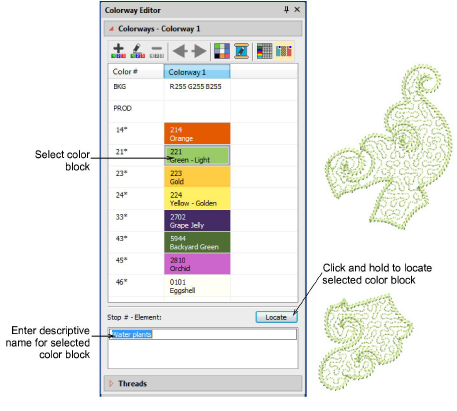 Colorway Editor
Colorways - Colorway 1
Color #
Colorway 1
BKG
R255 G255 B255
PROD
14*
214
Orange
21*
221
Green - Light
23*
223
Gold
24*
224
Yellow - Golden
33*
2702
Grape Jelly
43*
5944
Backyard Green
45*
2810
Orchid
46*
0101
Eggshell
Stop # - Element:
Locate
Water plants
Threads
Select color
block
Enter descriptive
name for selected
color block
Click and hold to locate
selected color block